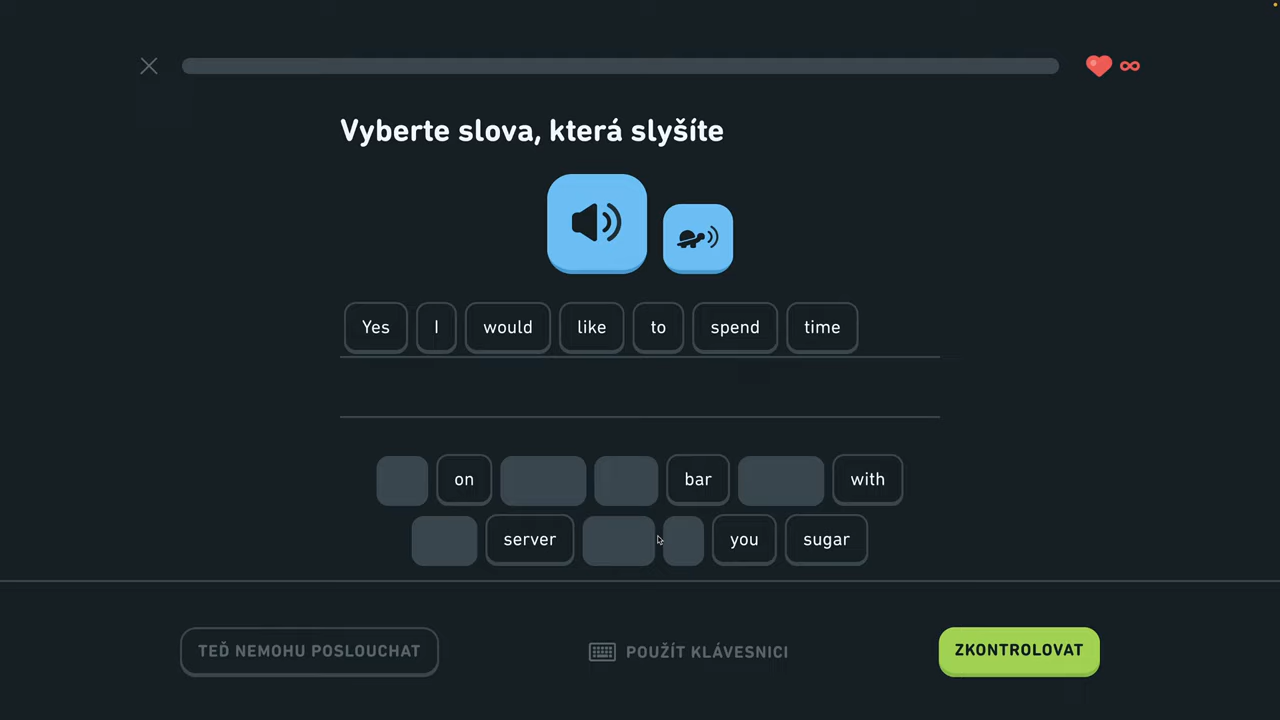 Vyberte slova, která slyšíte
Yes I would like to spend time
on bar with
server you sugar
TEĎ NEMOHU POSLOUCHAT POUŽÍT KLÁVESNICI ZKONTROLOVAT